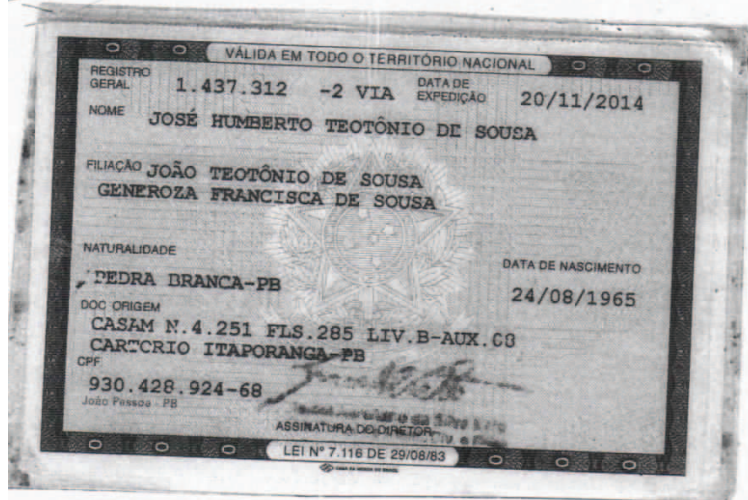 VÁLIDA EM TODO O TERRITÓRIO NACIONAL
REGISTRO GERAL 1.437.312 -2 VIA DATA DE EXPEDIÇÃO 20/11/2014
NOME JOSÉ HUMBERTO TEOTÔNIO DE SOUSA
FILIAÇÃO JOÃO TEOTÔNIO DE SOUSA
GENEROZA FRANCISCA DE SOUSA
NATURALIDADE DATA DE NASCIMENTO
PEDRA BRANCA-PB 24/08/1965
DOC ORIGEM
CASAM N.4.251 FLS.285 LIV.B-AUX.
CARTORIO ITAPORANGA-PB
CPF
930.428.924-68
João Pessoa - PB
ASSINATURA DO DIRETOR
LEI Nº 7.116 DE 29/08/83